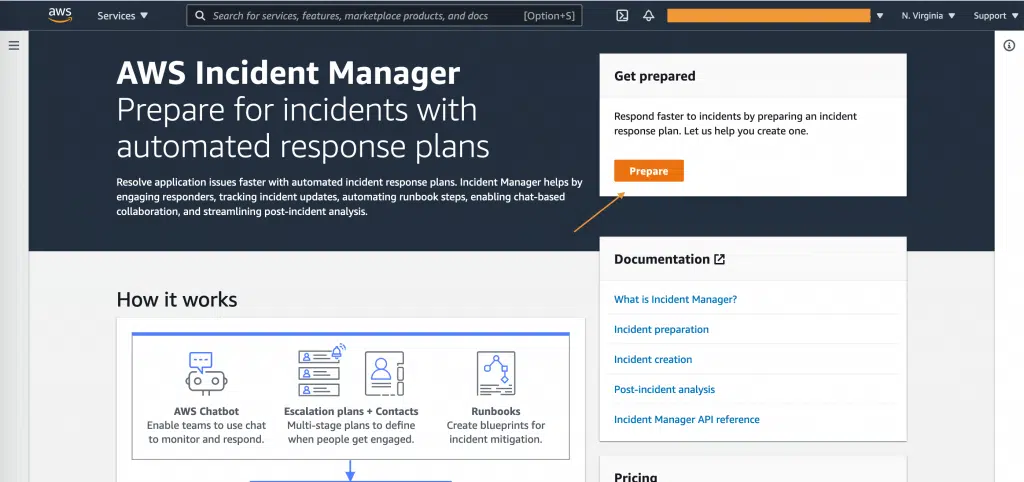 aws
Services
Search for services, features, marketplace products, and docs
[Option+S]
N. Virginia
Support
AWS Incident Manager
Prepare for incidents with
automated response plans
Resolve application issues faster with automated incident response plans. Incident Manager helps by
engaging responders, tracking incident updates, automating runbook steps, enabling chat-based
collaboration, and streamlining post-incident analysis.
Get prepared
Respond faster to incidents by preparing an incident
response plan. Let us help you create one.
Prepare
Documentation
What is Incident Manager?
Incident preparation
Incident creation
Post-incident analysis
Incident Manager API reference
How it works
AWS Chatbot
Enable teams to use chat
to monitor and respond.
Escalation plans + Contacts
Multi-stage plans to define
when people get engaged.
Runbooks
Create blueprints for
incident mitigation.
Pricing